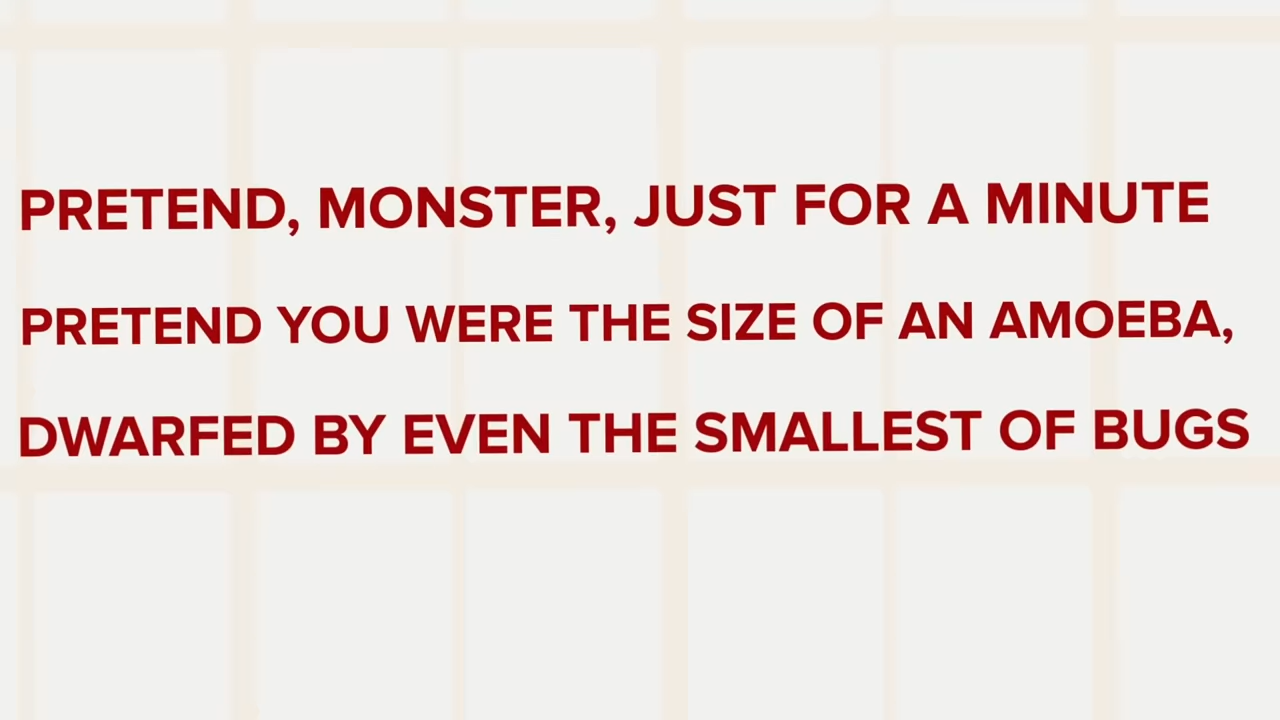 PRETEND, MONSTER, JUST FOR A MINUTE
PRETEND YOU WERE THE SIZE OF AN AMOEBA,
DWARFED BY EVEN THE SMALLEST OF BUGS